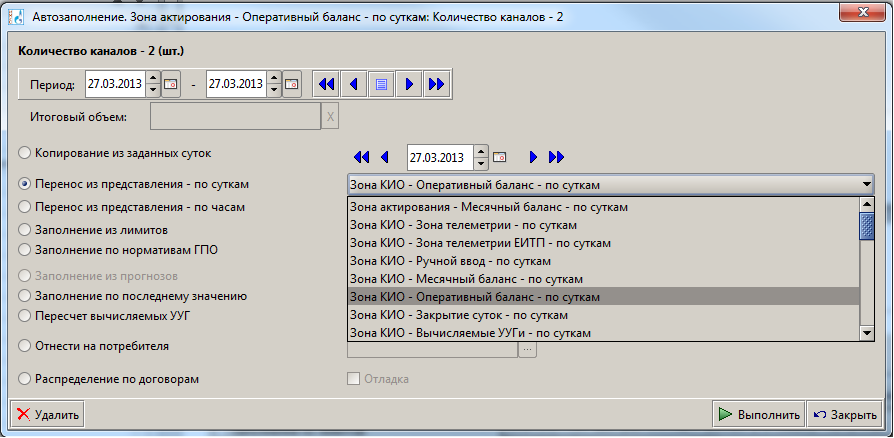 Автозаполнение. Зона актирования - Оперативный баланс - по суткам: Количество каналов - 2
Количество каналов - 2 (шт.)
Период: 27.03.2013 - 27.03.2013
Итоговый объем: X
Копирование из заданных суток 27.03.2013
Перенос из представления - по суткам Зона КИО - Оперативный баланс - по суткам
Перенос из представления - по часам Зона актирования - Месячный баланс - по суткам
Зона КИО - Зона телеметрии - по суткам
Заполнение из лимитов
Зона КИО - Зона телеметрии ЕИТП - по суткам
Заполнение по нормативам ГПО
Зона КИО - Ручной ввод - по суткам
Заполнение из прогнозов Зона КИО - Месячный баланс - по суткам
Заполнение по последнему значению Зона КИО - Оперативный баланс - по суткам
Пересчет вычисляемых УУГ Зона КИО - Закрытие суток - по суткам
Зона КИО - Вычисляемые УУГи - по суткам
Отнести на потребителя ...
Распределение по договорам Отладка
Удалить Выполнить Закрыть